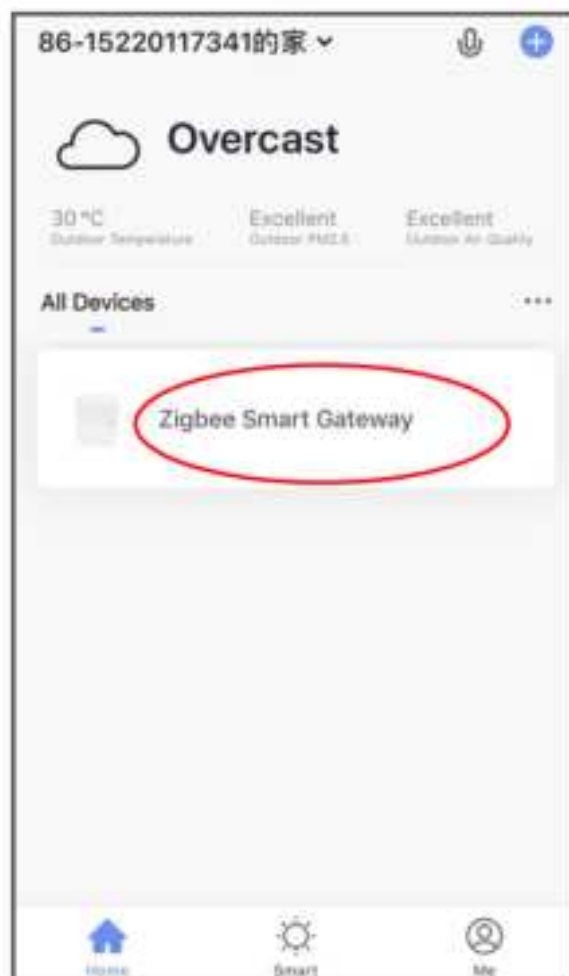 86-15220117341的家
Overcast
30 °C Excellent Excellent
Outdoor Temperature Outdoor PM2.5 Outdoor Air Quality
All Devices
Zigbee Smart Gateway
Home Smart Me